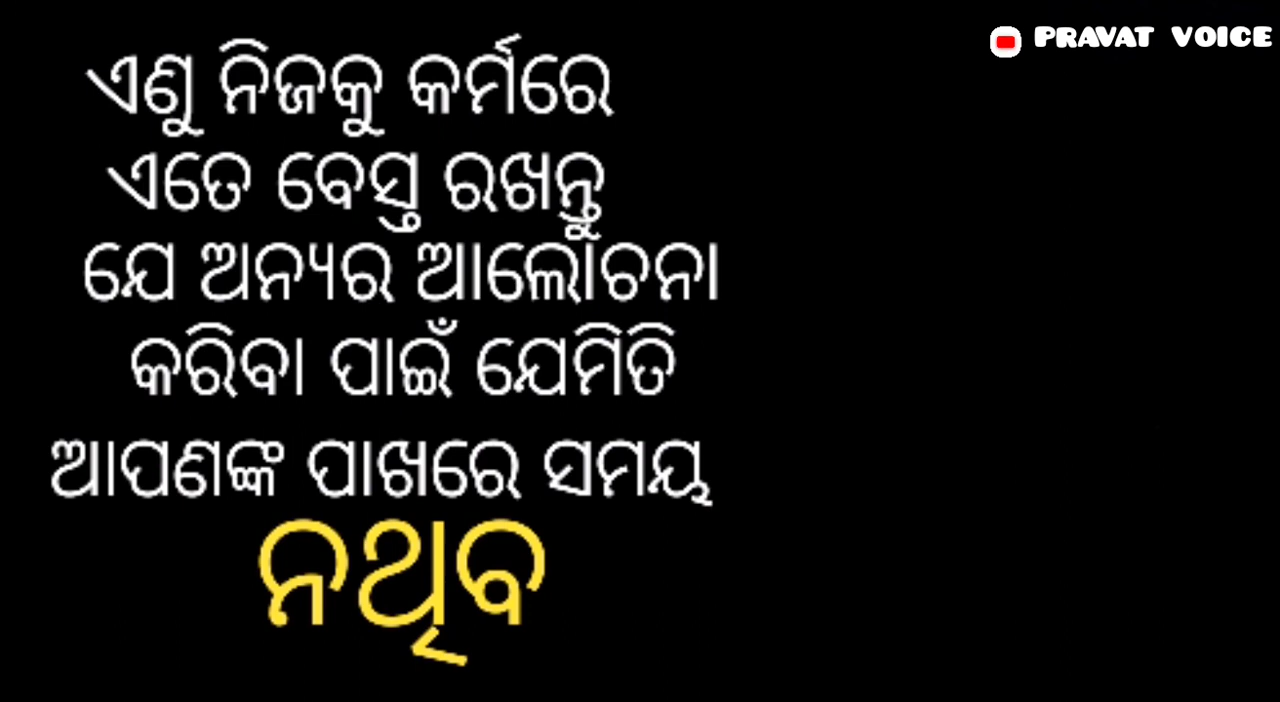 PRAVAT VOICE
ଏଣୁ ନିଜକୁ କର୍ମରେ
ଏତେ ବେସ୍ତ ରଖନ୍ତୁ
ଯେ ଅନ୍ୟର ଆଲୋଚନା
କରିବା ପାଇଁ ଯେମିତି
ଆପଣଙ୍କ ପାଖରେ ସମୟ
ନଥିବ